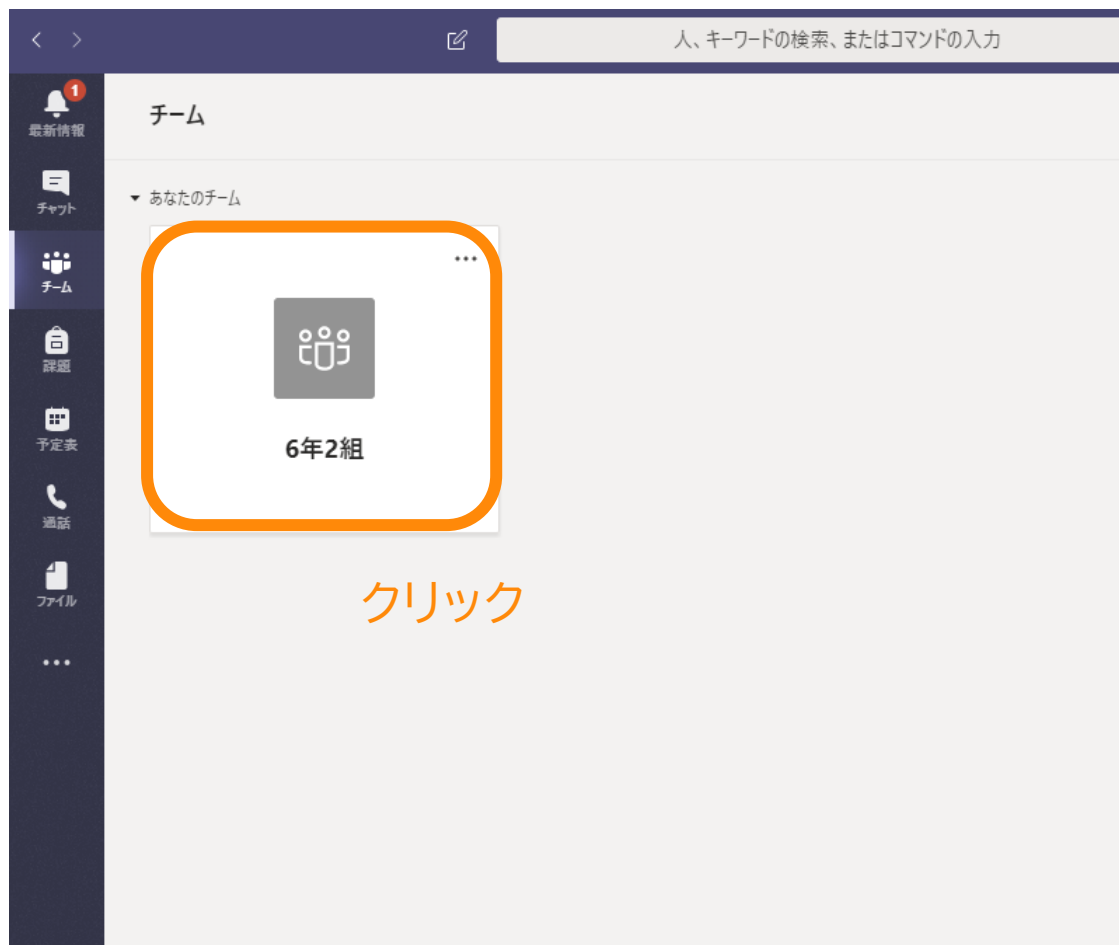 人、キーワードの検索、またはコマンドの入力
1
最新情報
チーム
チャット
あなたのチーム
チーム
課題
6年2組
予定表
通話
クリック
ファイル